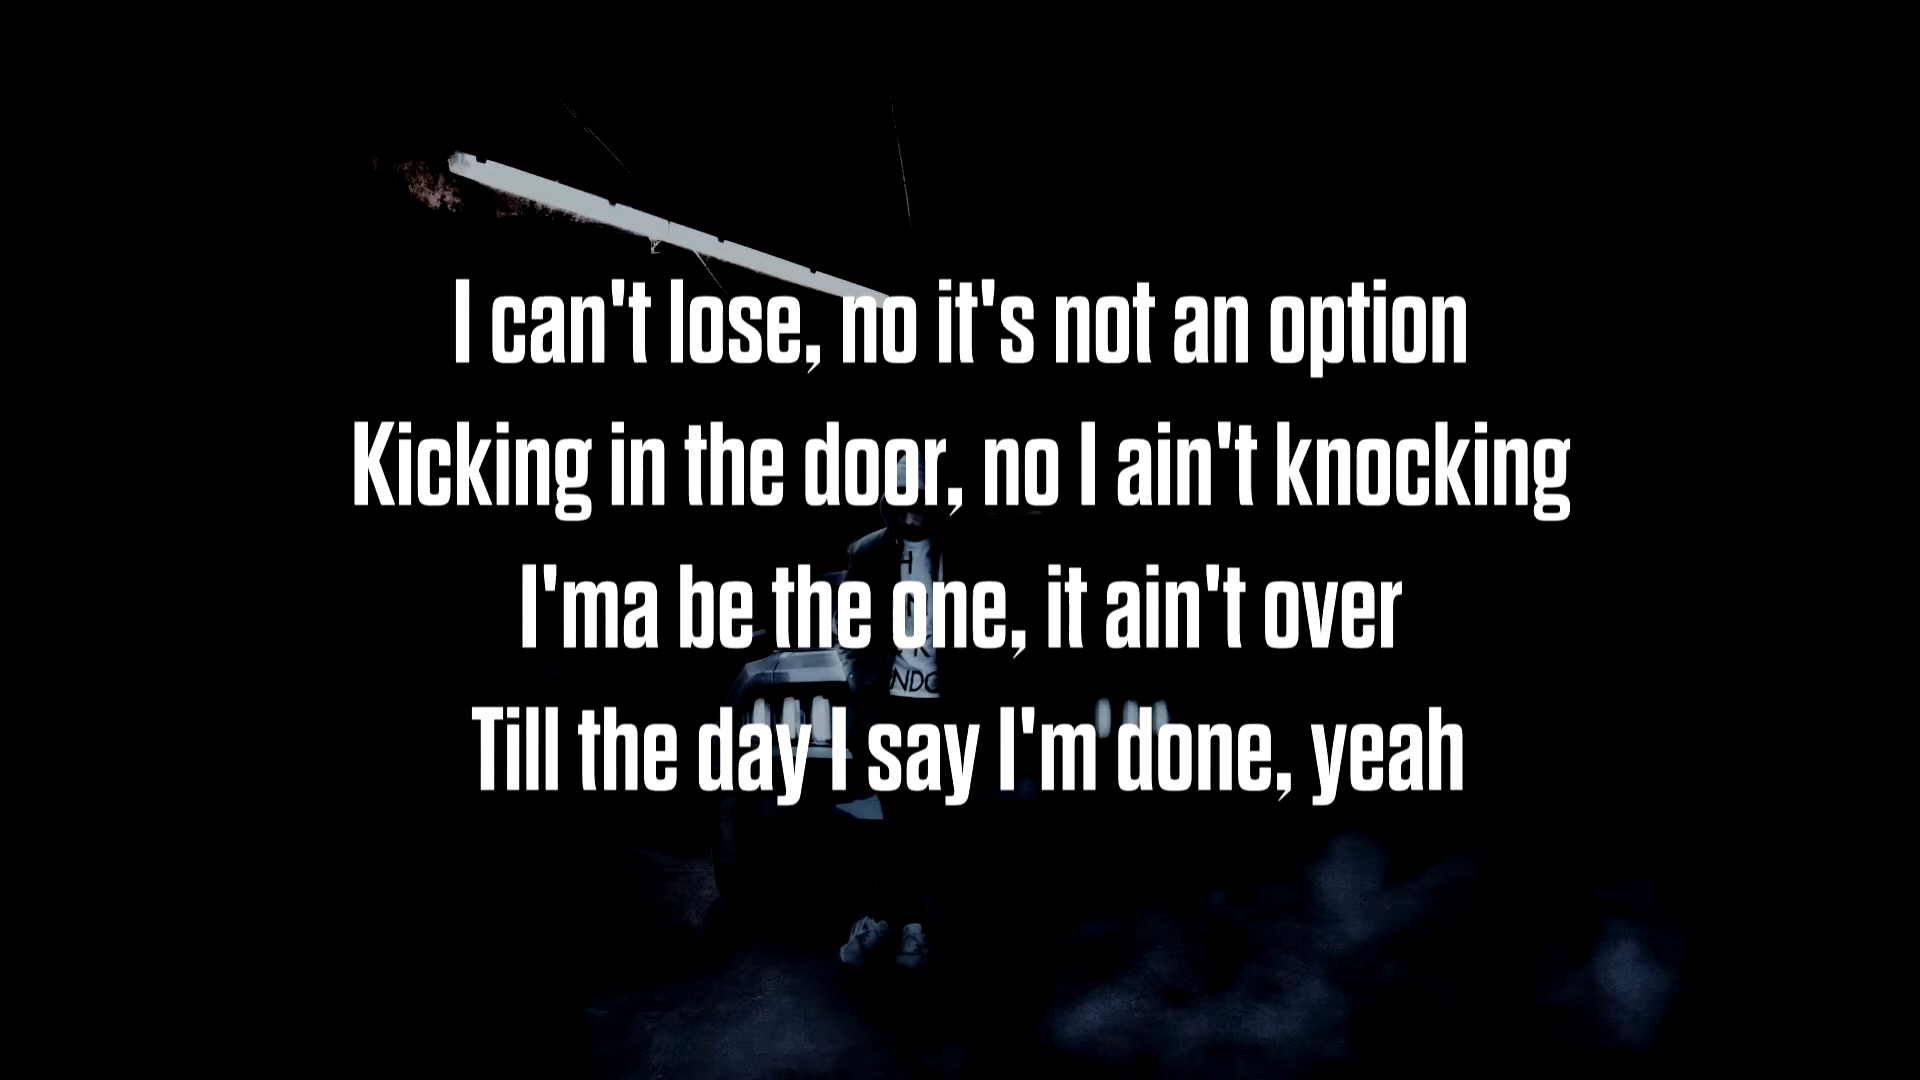 I can't lose, no it's not an option
Kicking in the door, no I ain't knocking
I'ma be the one, it ain't over
Till the day I say I'm done, yeah